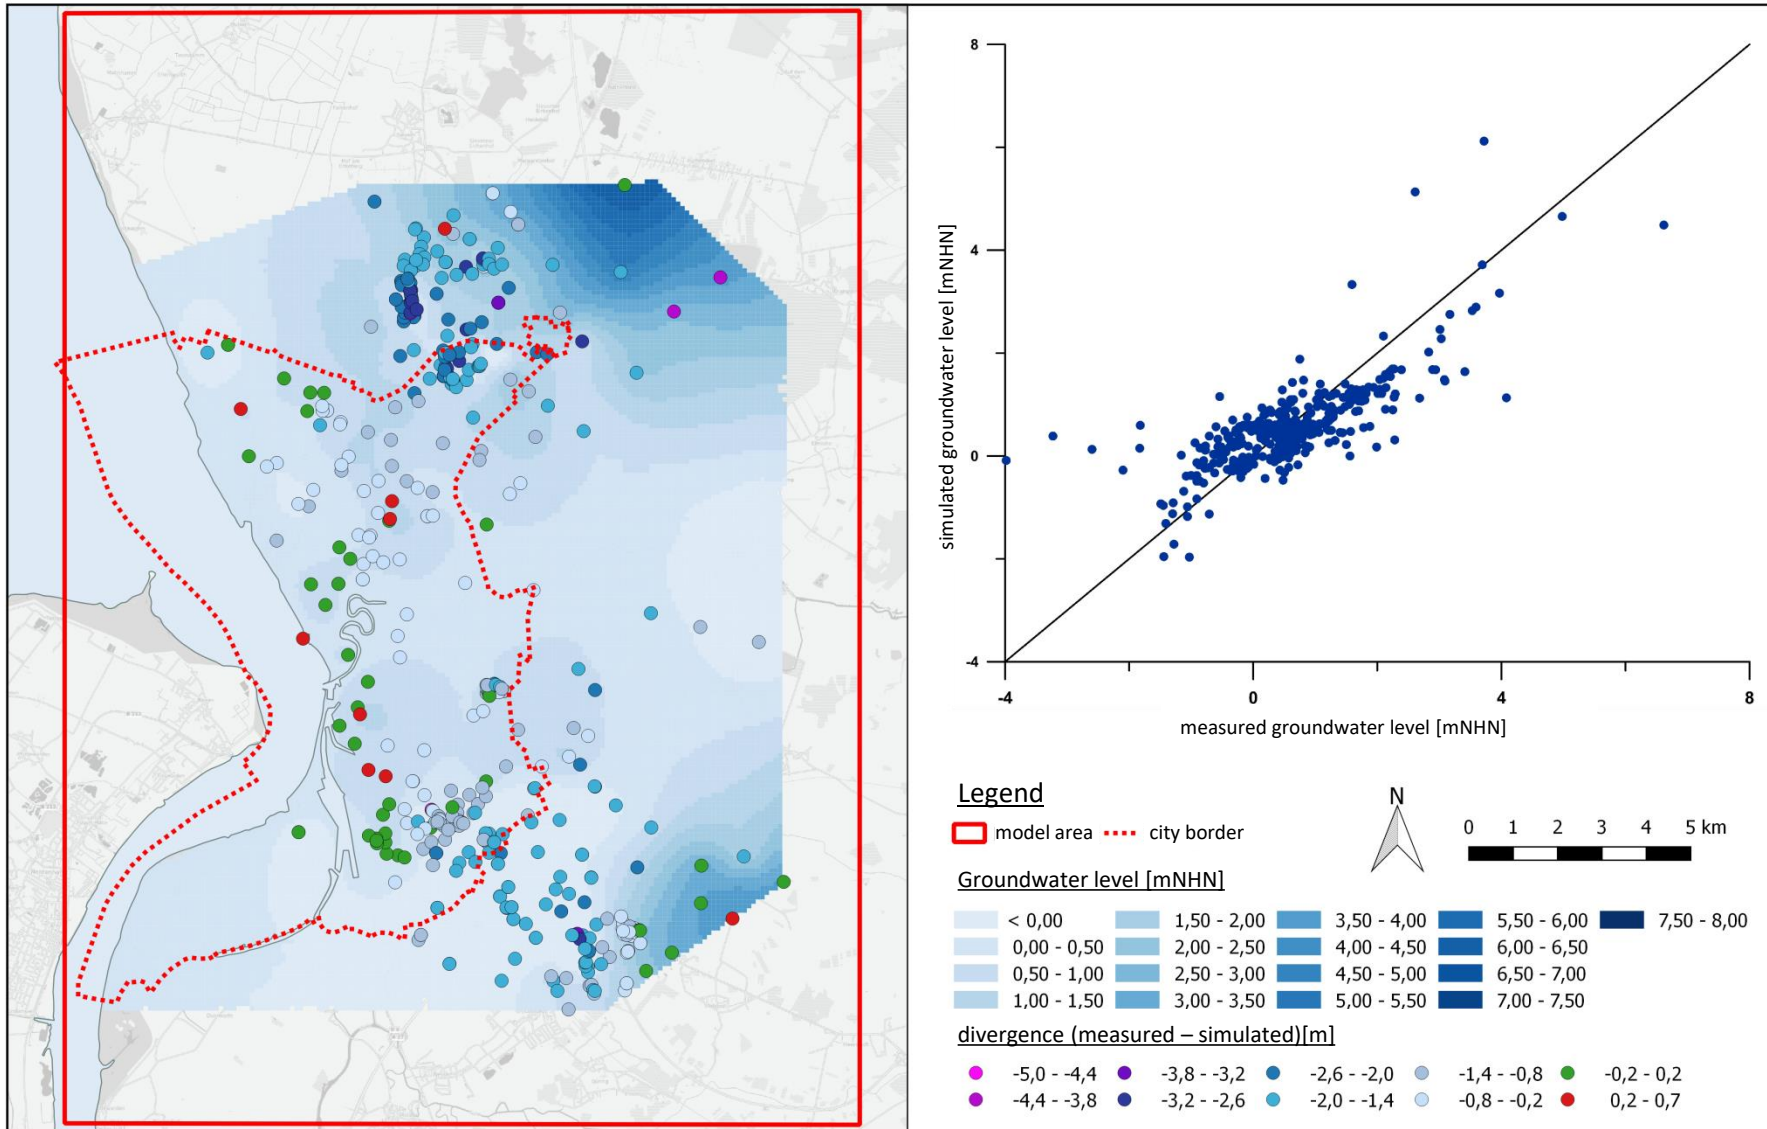 8
4
0
-4
-4
0
4
8
simulated groundwater level [mNHN]
measured groundwater level [mNHN]
Legend
model area
city border
N
0 1 2 3 4 5 km
Groundwater level [mNHN]
< 0,00 1,50 - 2,00 3,50 - 4,00 5,50 - 6,00 7,50 - 8,00
0,00 - 0,50 2,00 - 2,50 4,00 - 4,50 6,00 - 6,50
0,50 - 1,00 2,50 - 3,00 4,50 - 5,00 6,50 - 7,00
1,00 - 1,50 3,00 - 3,50 5,00 - 5,50 7,00 - 7,50
divergence (measured – simulated)[m]
-5,0 - -4,4 -3,8 - -3,2 -2,6 - -2,0 -1,4 - -0,8 -0,2 - 0,2
-4,4 - -3,8 -3,2 - -2,6 -2,0 - -1,4 -0,8 - -0,2 0,2 - 0,7